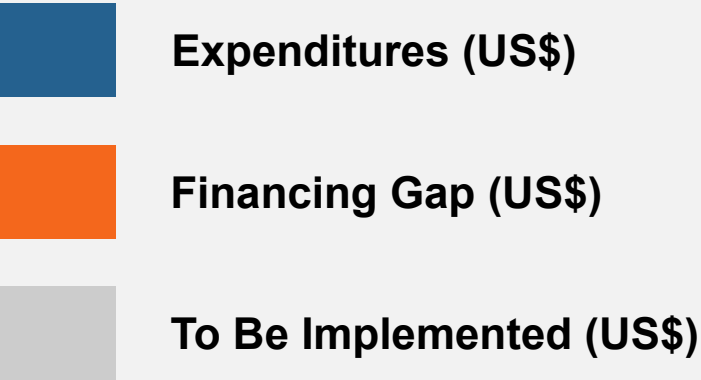 Expenditures (US$)
Financing Gap (US$)
To Be Implemented (US$)